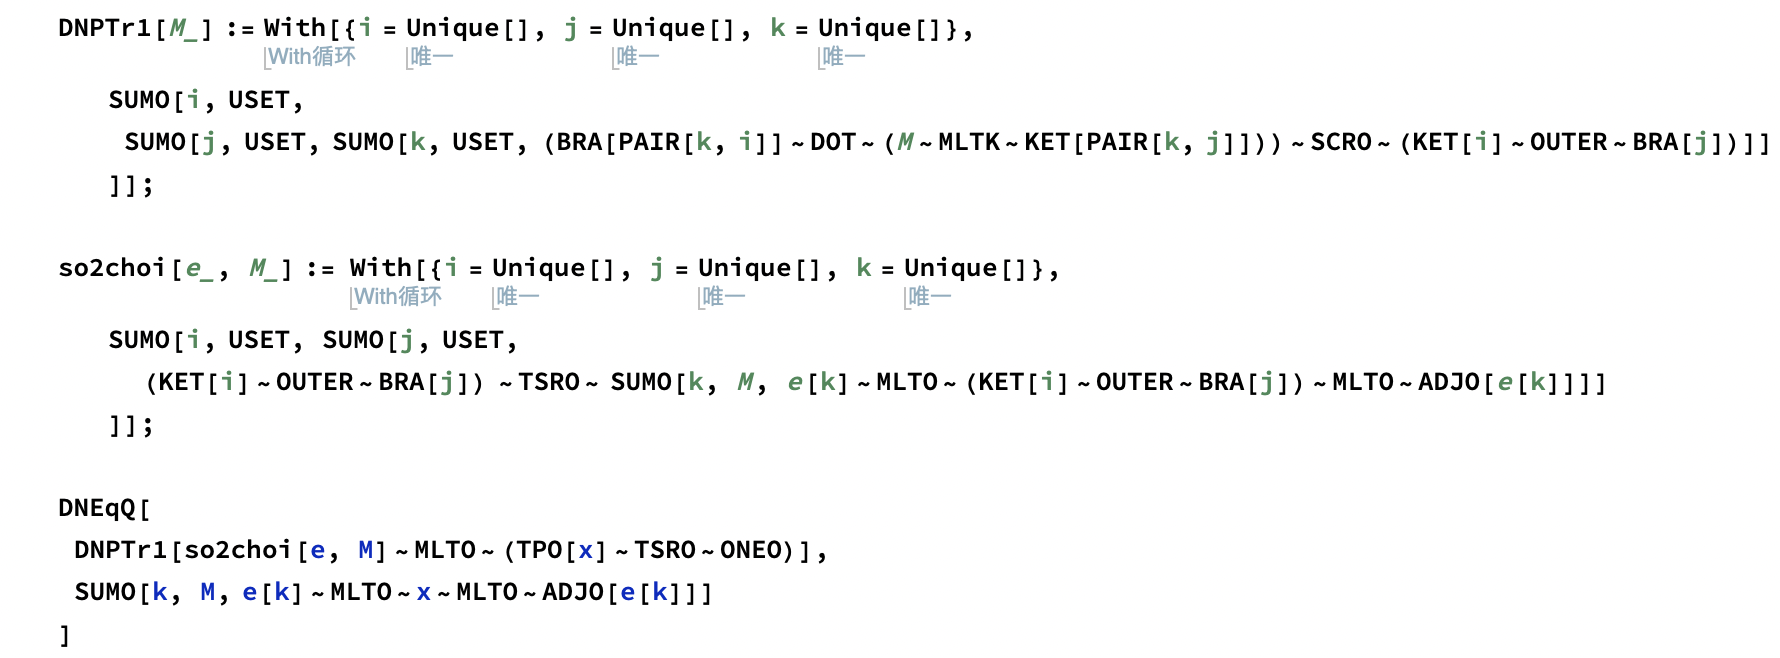 DNPTr1[M_] := With[{i = Unique[], j = Unique[], k = Unique[]},
With循环 唯一 唯一 唯一
SUMO[i, USET,
SUMO[j, USET, SUMO[k, USET, (BRA[PAIR[k, i]] ~ DOT ~ (M ~ MLTK ~ KET[PAIR[k, j]])) ~ SCRO ~ (KET[i] ~ OUTER ~ BRA[j])]]
]];
so2choi[e_, M_] := With[{i = Unique[], j = Unique[], k = Unique[]},
With循环 唯一 唯一 唯一
SUMO[i, USET, SUMO[j, USET,
(KET[i] ~ OUTER ~ BRA[j]) ~ TSRO ~ SUMO[k, M, e[k] ~ MLTO ~ (KET[i] ~ OUTER ~ BRA[j]) ~ MLTO ~ ADJO[e[k]]]]
]];
DNEqQ[
DNPTr1[so2choi[e, M] ~ MLTO ~ (TPO[x] ~ TSRO ~ ONEO)],
SUMO[k, M, e[k] ~ MLTO ~ x ~ MLTO ~ ADJO[e[k]]]
]